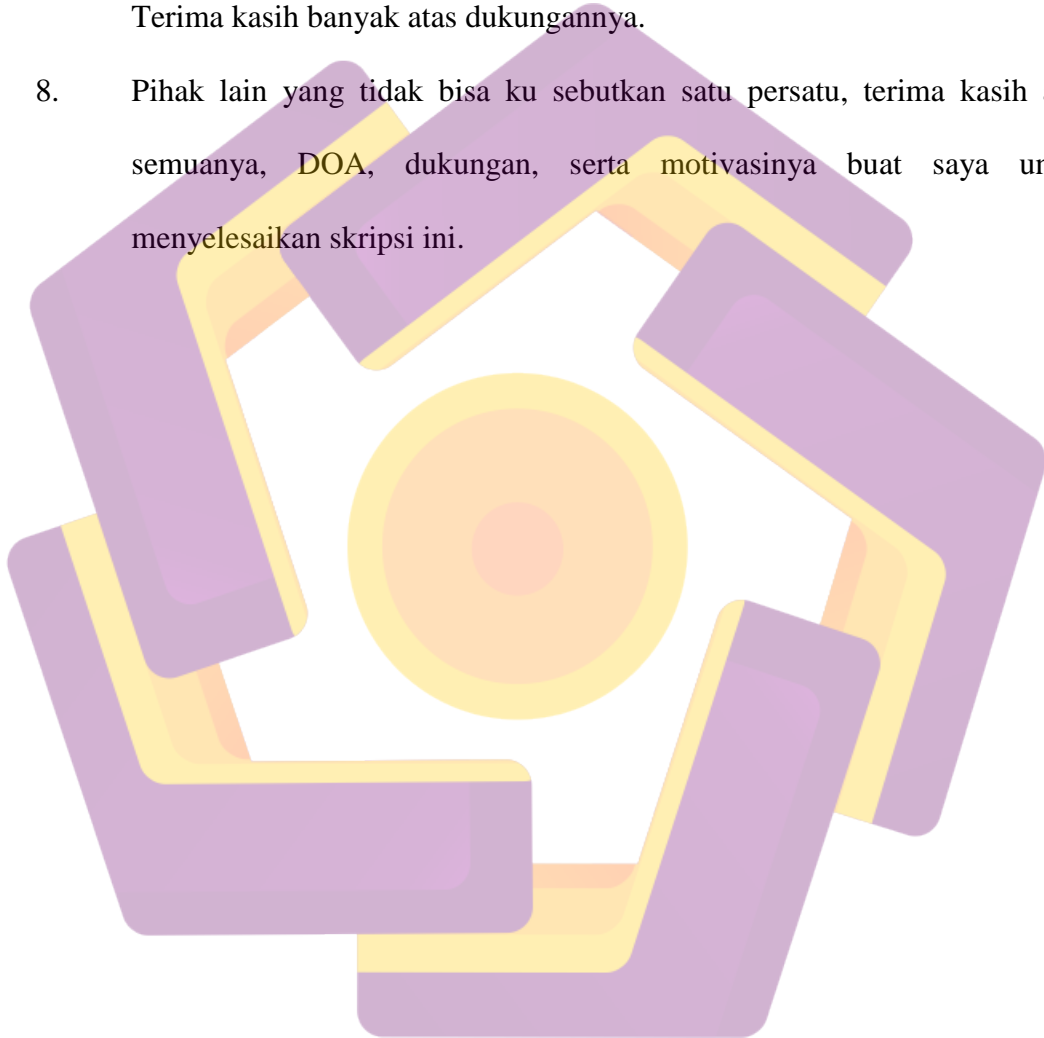 Terima kasih banyak atas dukungannya.
8. Pihak lain yang tidak bisa ku sebutkan satu persatu, terima kasih
semuanya, DOA, dukungan, serta motivasinya buat saya
menyelesaikan skripsi ini.